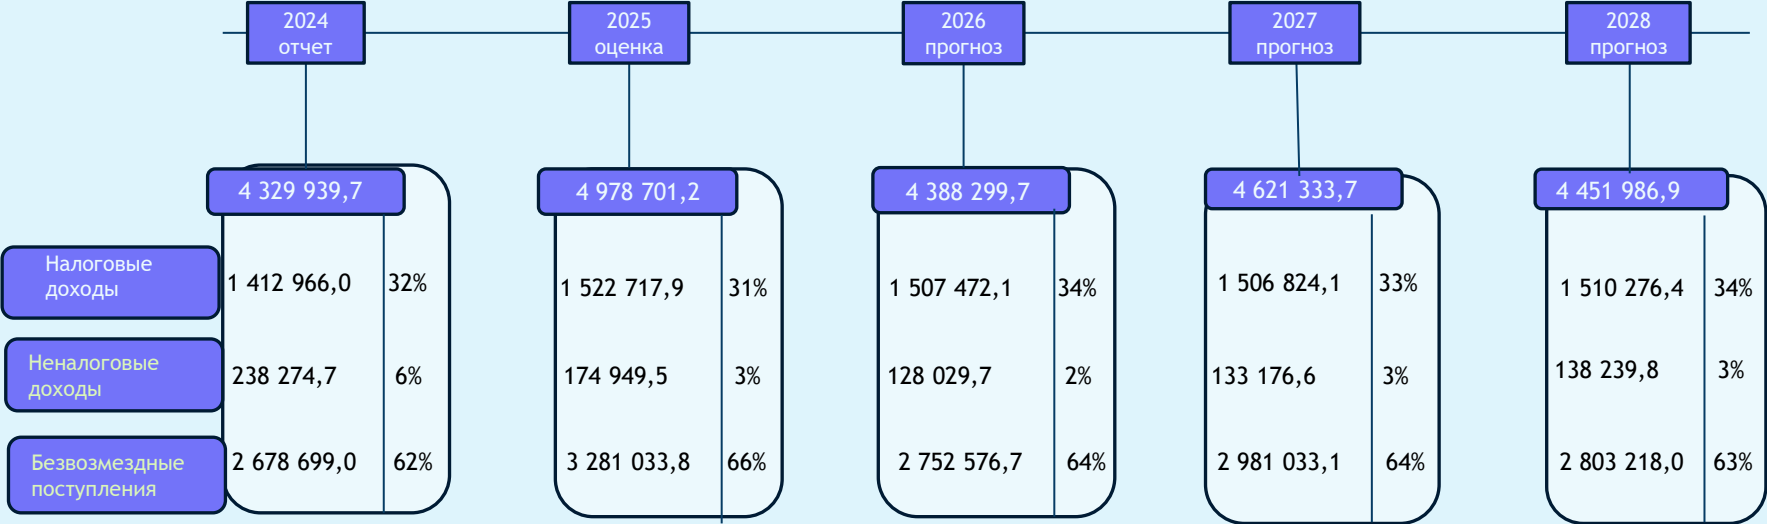 2024
отчет
2025
оценка
2026
прогноз
2027
прогноз
2028
прогноз
4 329 939,7
4 978 701,2
4 388 299,7
4 621 333,7
4 451 986,9
Налоговые
доходы
1 412 966,0 32%
1 522 717,9 31%
1 507 472,1 34%
1 506 824,1 33%
1 510 276,4 34%
Неналоговые
доходы
238 274,7 6%
174 949,5 3%
128 029,7 2%
133 176,6 3%
138 239,8 3%
Безвозмездные
поступления
2 678 699,0 62%
3 281 033,8 66%
2 752 576,7 64%
2 981 033,1 64%
2 803 218,0 63%